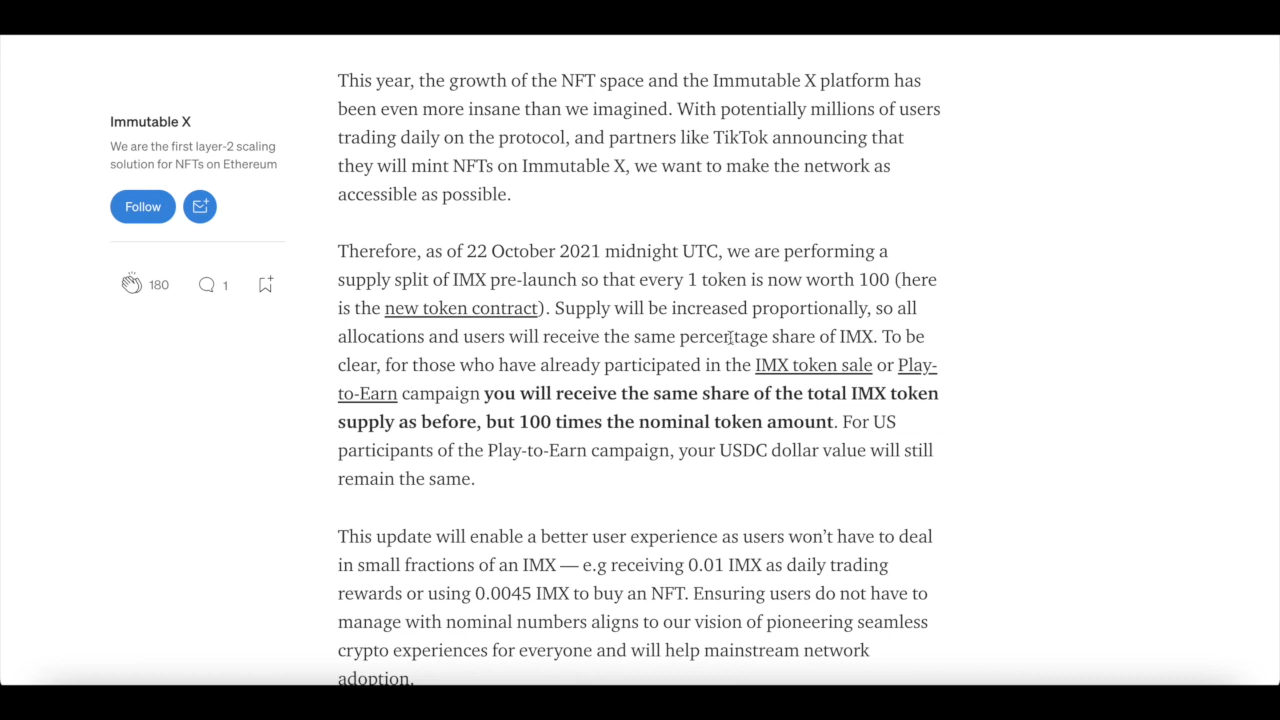 Immutable X
We are the first layer-2 scaling
solution for NFTs on Ethereum
Follow
180
1
This year, the growth of the NFT space and the Immutable X platform has
been even more insane than we imagined. With potentially millions of users
trading daily on the protocol, and partners like TikTok announcing that
they will mint NFTs on Immutable X, we want to make the network as
accessible as possible.
Therefore, as of 22 October 2021 midnight UTC, we are performing a
supply split of IMX pre-launch so that every 1 token is now worth 100 (here
is the new token contract). Supply will be increased proportionally, so all
allocations and users will receive the same percentage share of IMX. To be
clear, for those who have already participated in the IMX token sale or Play-
to-Earn campaign you will receive the same share of the total IMX token
supply as before, but 100 times the nominal token amount. For US
participants of the Play-to-Earn campaign, your USDC dollar value will still
remain the same.
This update will enable a better user experience as users won’t have to deal
in small fractions of an IMX — e.g receiving 0.01 IMX as daily trading
rewards or using 0.0045 IMX to buy an NFT. Ensuring users do not have to
manage with nominal numbers aligns to our vision of pioneering seamless
crypto experiences for everyone and will help mainstream network
adoption.